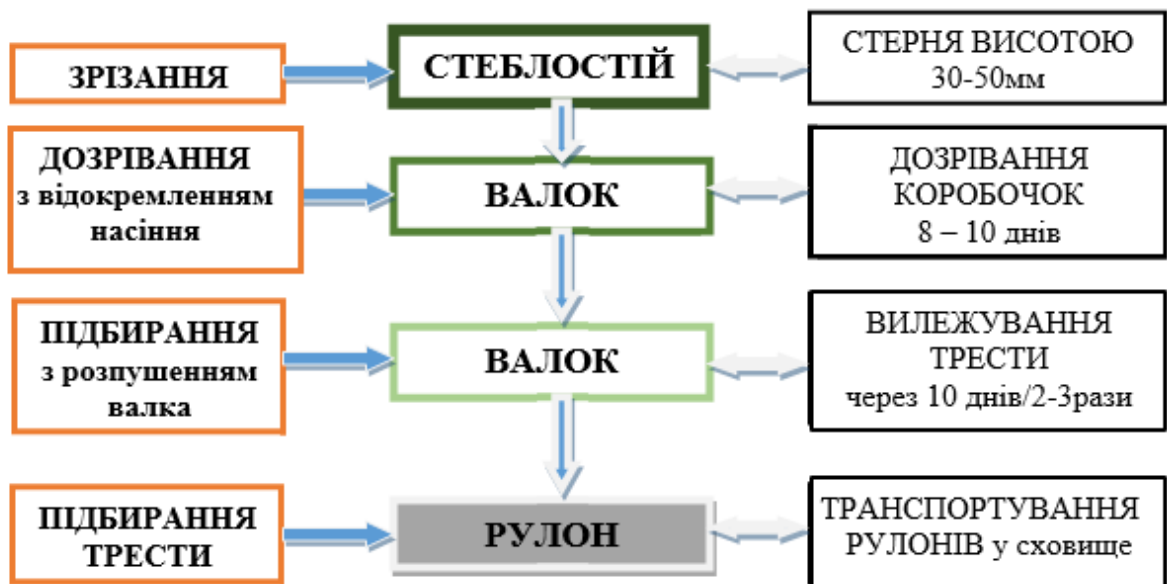 ЗРІЗАННЯ
СТЕБЛОСТІЙ
СТЕРНЯ ВИСОТОЮ
30-50мм
ДОЗРІВАННЯ
з відокремленням
насіння
ВАЛОК
ДОЗРІВАННЯ
КОРОБОЧОК
8 – 10 днів
ПІДБИРАННЯ
з розпушенням
валка
ВАЛОК
ВИЛЕЖУВАННЯ
ТРЕСТИ
через 10 днів/2-3рази
ПІДБИРАННЯ
ТРЕСТИ
РУЛОН
ТРАНСПОРТУВАННЯ
РУЛОНІВ у сховище